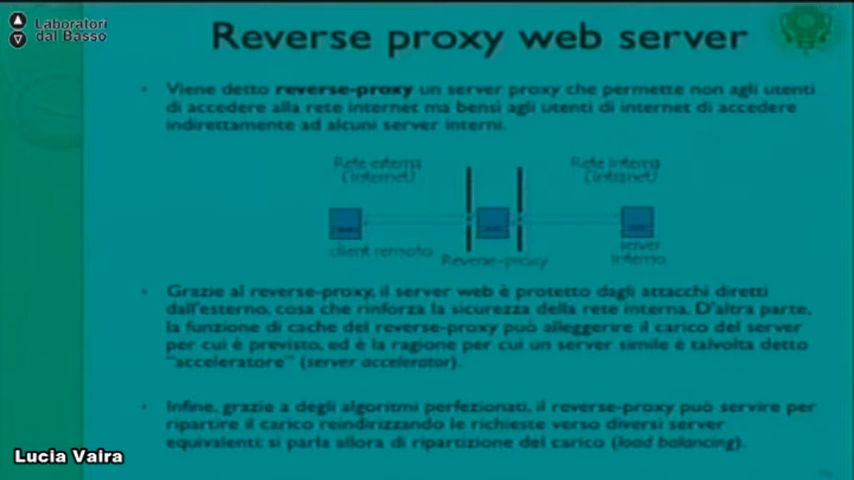 Laboratori
dal Basso
Reverse proxy web server
• Viene detto reverse-proxy un server proxy che permette non agli utenti
di accedere alla rete internet ma bensì agli utenti di internet di accedere
indirettamente ad alcuni server interni.
Rete esterna
(Internet)
Rete interna
(Intranet)
client remoto
Reverse-proxy
server
interno
• Grazie al reverse-proxy, il server web è protetto dagli attacchi diretti
dall'esterno, cosa che rinforza la sicurezza della rete interna. D'altra parte,
la funzione di cache del reverse-proxy può alleggerire il carico del server
per cui è previsto, ed è la ragione per cui un server simile è talvolta detto
"acceleratore" (server accelerator).
• Infine, grazie a degli algoritmi perfezionati, il reverse-proxy può servire per
ripartire il carico reindirizzando le richieste verso diversi server
equivalenti; si parla allora di ripartizione del carico (load balancing).
Lucia Vaira